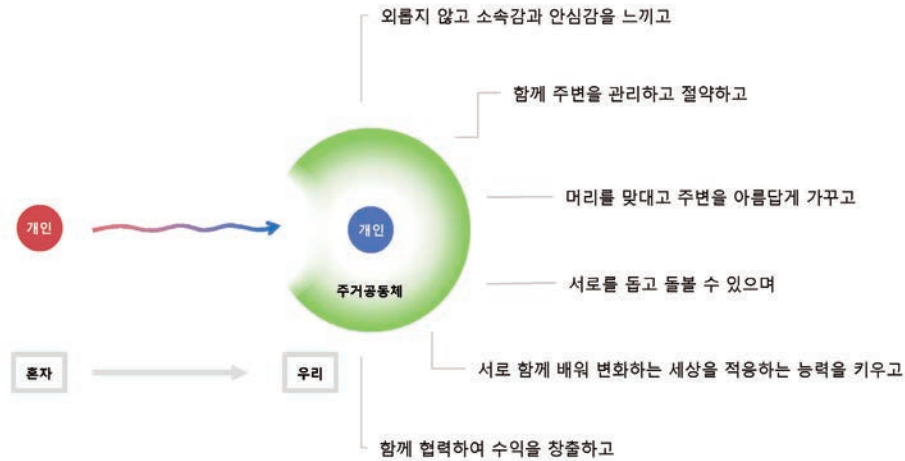 외롭지 않고 소속감과 안심감을 느끼고
함께 주변을 관리하고 절약하고
머리를 맞대고 주변을 아름답게 가꾸고
개인
개인
주거공동체
서로를 돕고 돌볼 수 있으며
혼자
우리
서로 함께 배워 변화하는 세상을 적응하는 능력을 키우고
함께 협력하여 수익을 창출하고